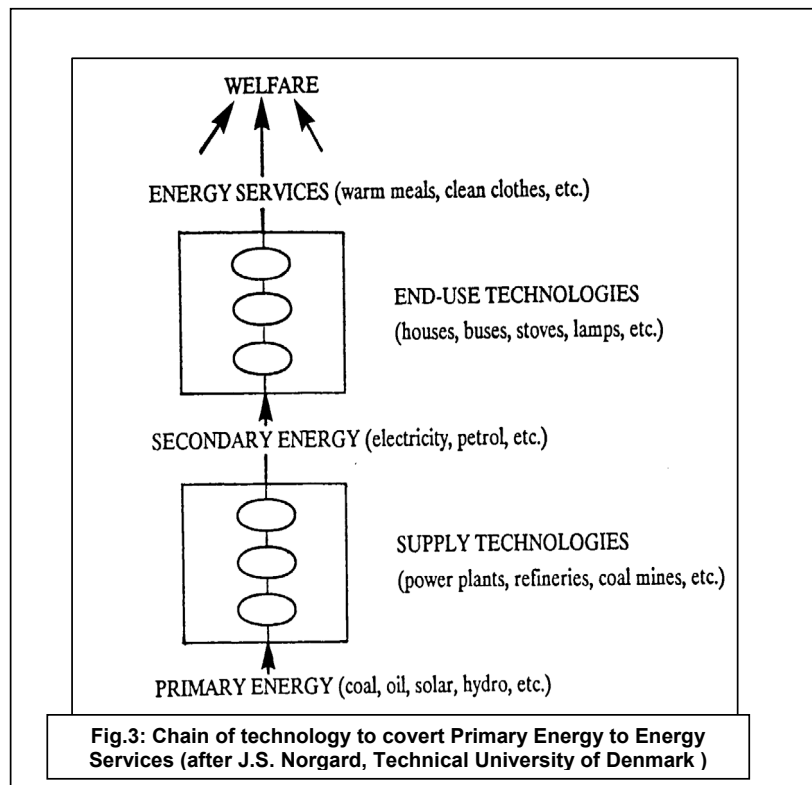 WELFARE
ENERGY SERVICES (warm meals, clean clothes, etc.)
END-USE TECHNOLOGIES
(houses, buses, stoves, lamps, etc.)
SECONDARY ENERGY (electricity, petrol, etc.)
SUPPLY TECHNOLOGIES
(power plants, refineries, coal mines, etc.)
PRIMARY ENERGY (coal, oil, solar, hydro, etc.)
Fig.3: Chain of technology to covert Primary Energy to Energy
Services (after J.S. Norgard, Technical University of Denmark )